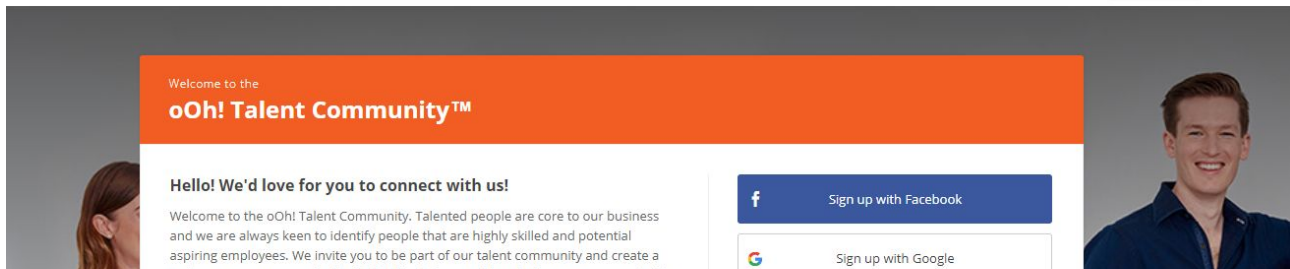 Welcome to the
oOh! Talent Community™
Hello! We'd love for you to connect with us!
Welcome to the oOh! Talent Community. Talented people are core to our business
and we are always keen to identify people that are highly skilled and potential
aspiring employees. We invite you to be part of our talent community and create a
Sign up with Facebook
Sign up with Google